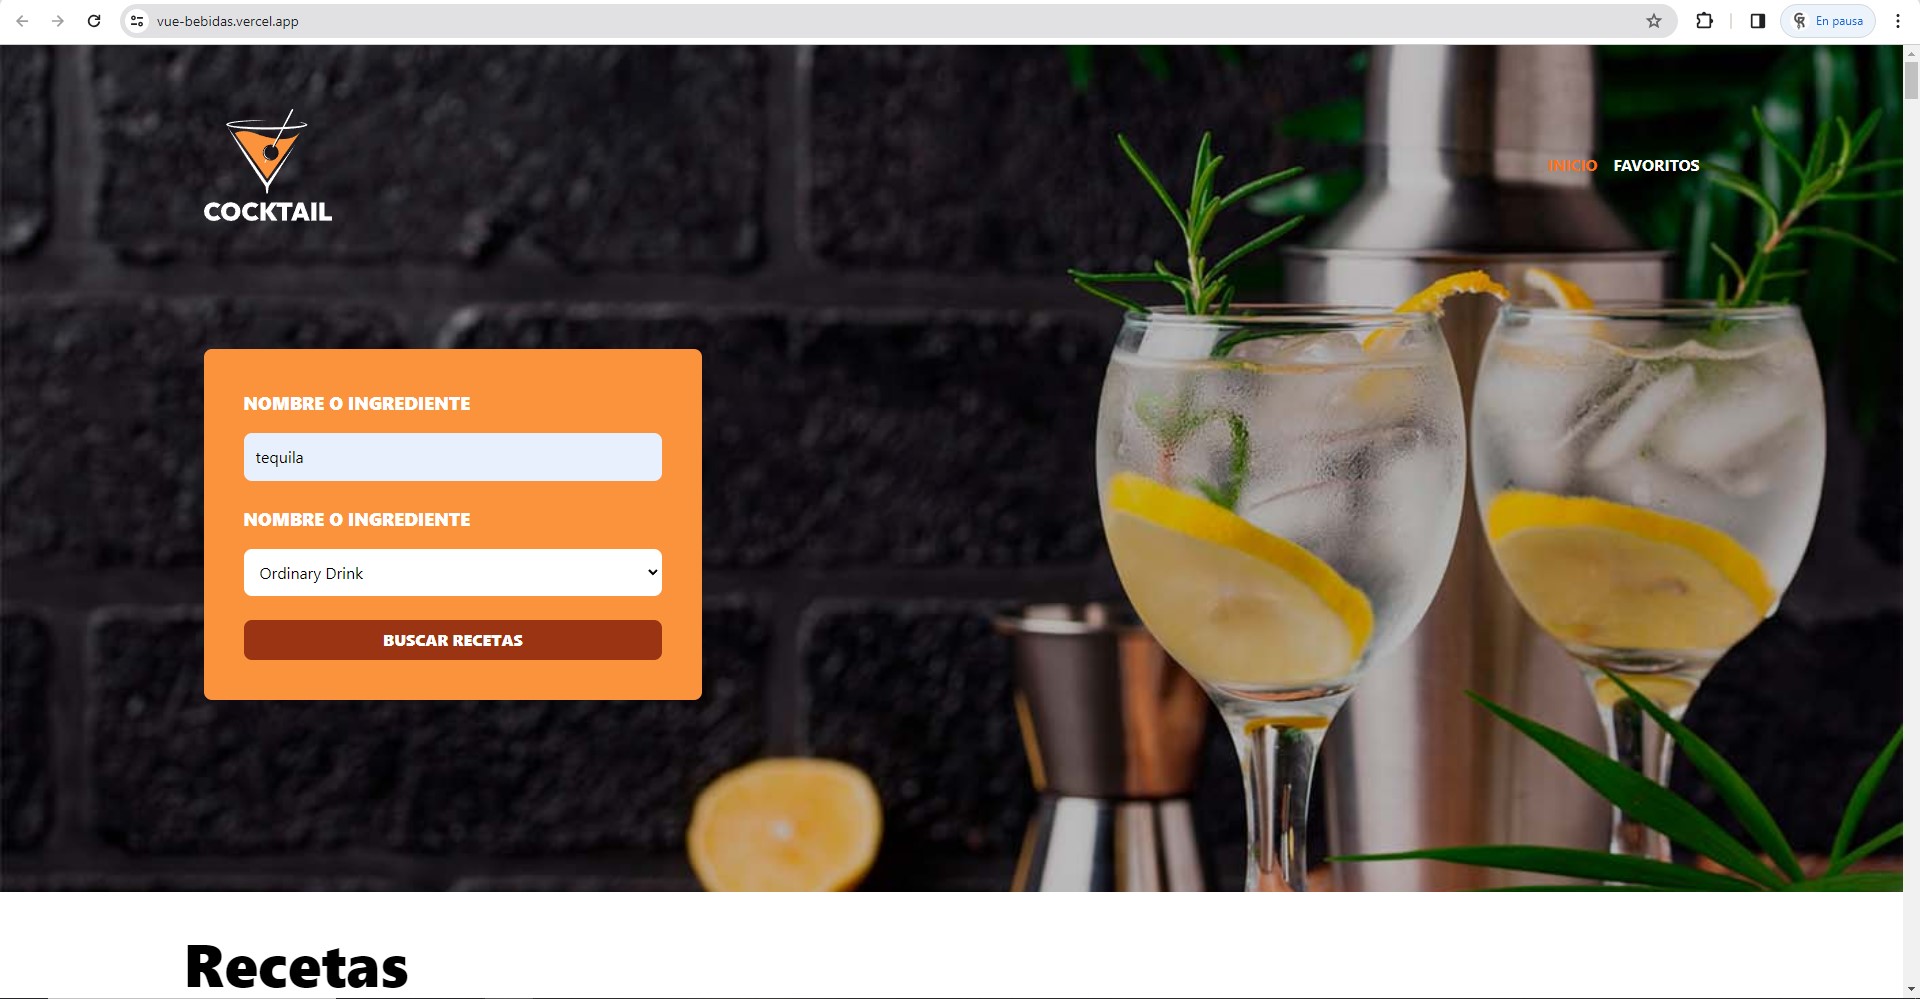 vue-bebidas.vercel.app
En pausa
COCKTAIL
INICIO FAVORITOS
NOMBRE O INGREDIENTE
tequila
NOMBRE O INGREDIENTE
Ordinary Drink
BUSCAR RECETAS
Recetas